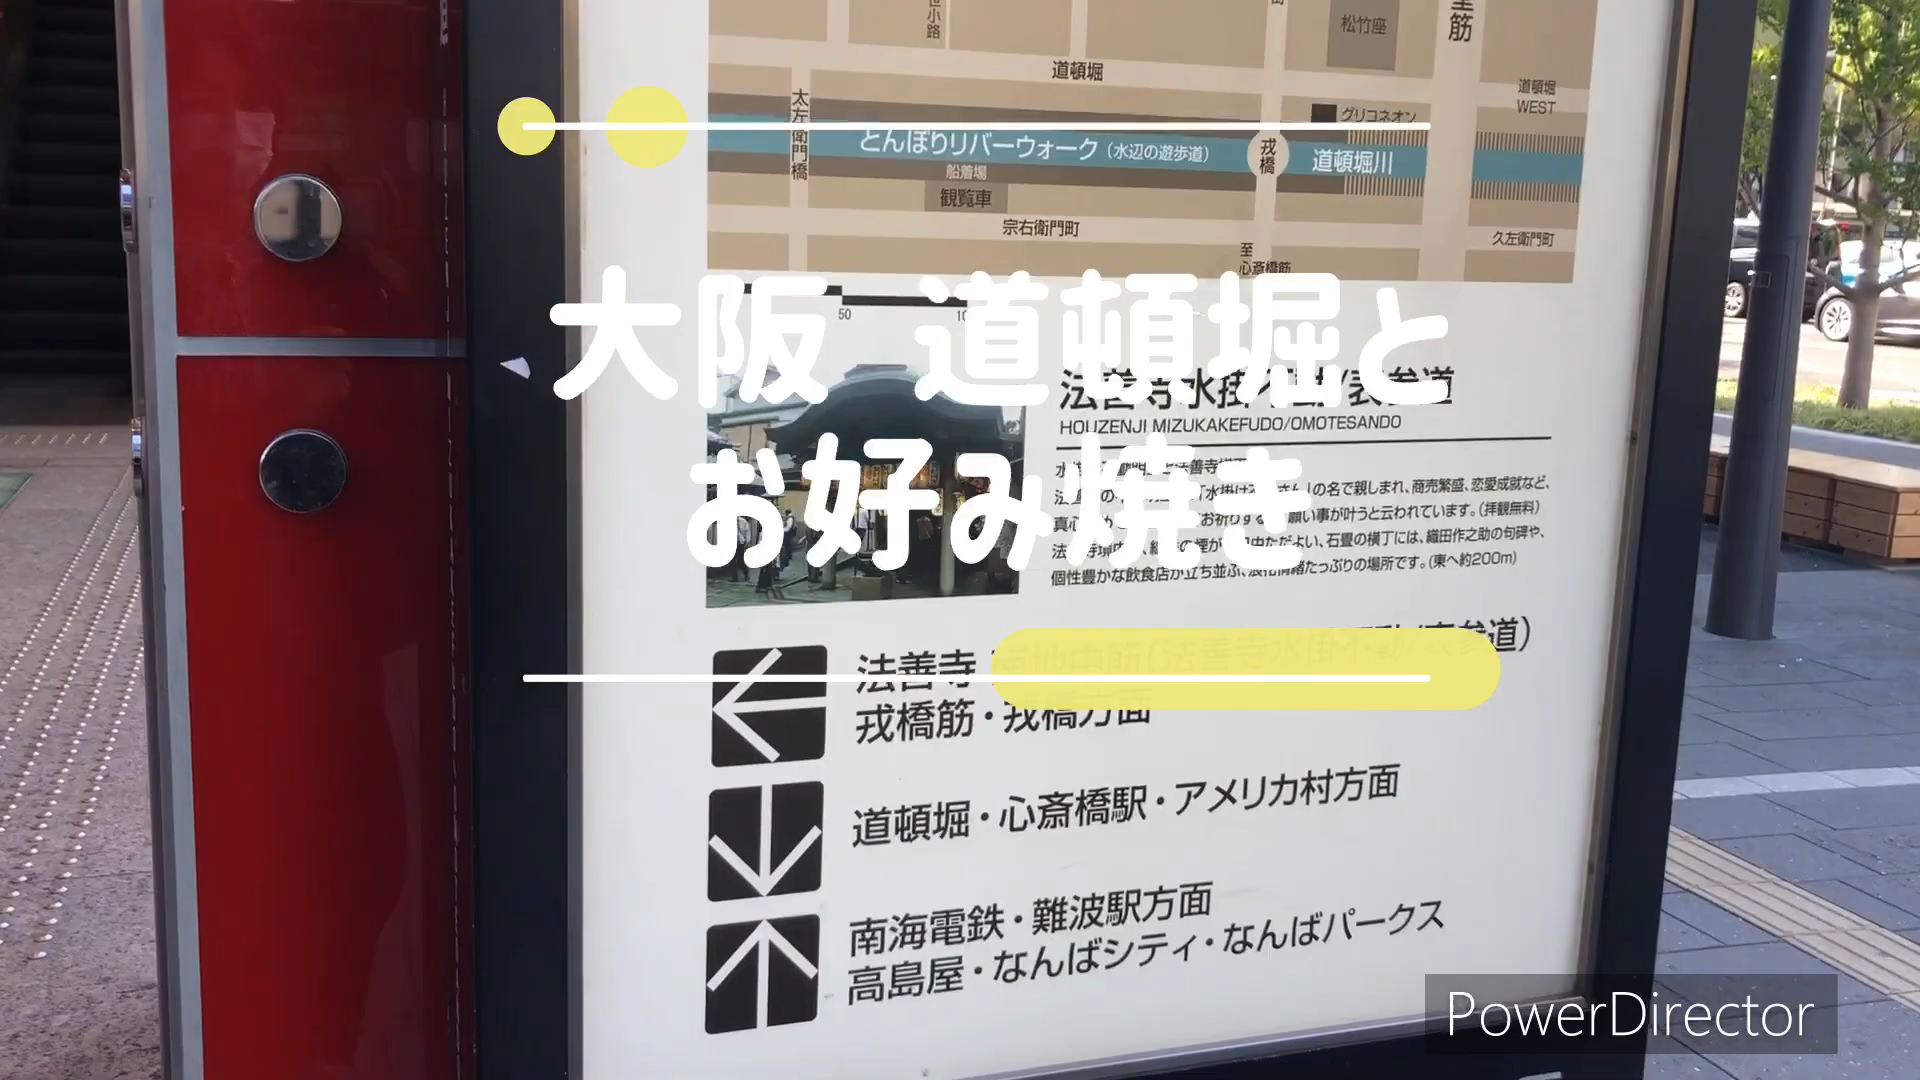 松竹座
道頓堀
道頓堀
WEST
太左衛門橋
グリコネオン
とんぼりリバーウォーク（水辺の遊歩道）
戎橋
道頓堀川
船着場
観覧車
宗右衛門町
久左衛門町
至
心斎橋筋
50
大阪 道頓堀と
お好み焼き
HOUZENJI MIZUKAKEFUDO/OMOTESANDO
の名で親しまれ、商売繁盛、恋愛成就など、
願い事が叶うと云われています。（拝観無料）
石畳の横丁には、織田作之助の句碑や、
個性豊かな飲食店が立ち並ぶ、浪花情緒たっぷりの場所です。(東へ約200m)
法善寺
戎橋筋・戎橋方面
道頓堀・心斎橋駅・アメリカ村方面
南海電鉄・難波駅方面
高島屋・なんばシティ・なんばパークス
PowerDirector